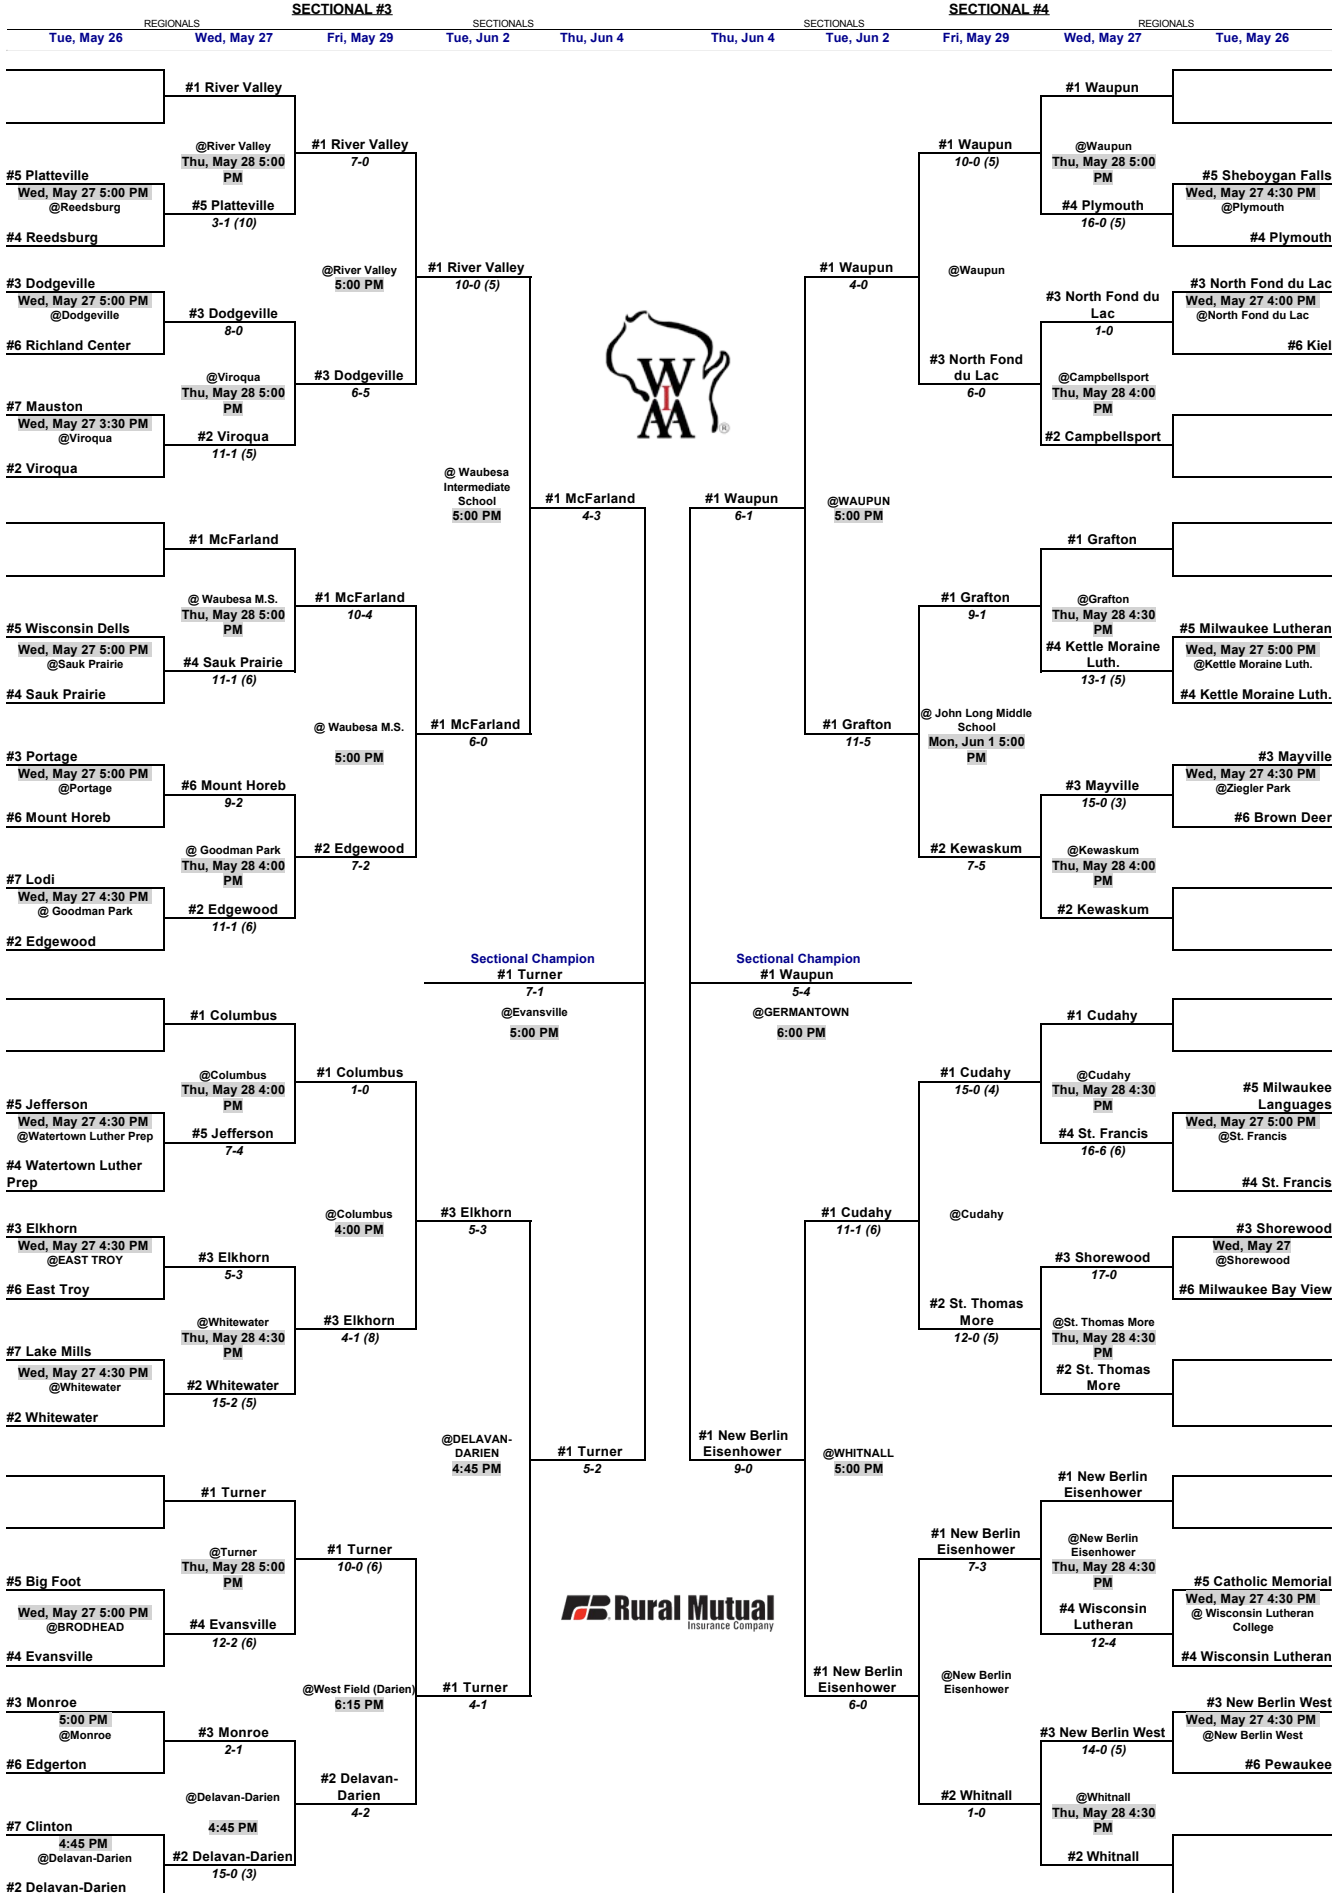 SECTIONAL #3
SECTIONAL #4
REGIONALS
SECTIONALS
SECTIONALS
REGIONALS
Tue, May 26
Wed, May 27
Fri, May 29
Tue, Jun 2
Thu, Jun 4
Thu, Jun 4
Tue, Jun 2
Fri, May 29
Wed, May 27
Tue, May 26
#1 River Valley
@River Valley
Thu, May 28 5:00
PM
#1 River Valley
7-0
#5 Platteville
Wed, May 27 5:00 PM
@Reedsburg
#4 Reedsburg
#5 Platteville
3-1 (10)
@River Valley
5:00 PM
#1 River Valley
10-0 (5)
#3 Dodgeville
Wed, May 27 5:00 PM
@Dodgeville
#6 Richland Center
#3 Dodgeville
8-0
@Viroqua
Thu, May 28 5:00
PM
#3 Dodgeville
6-5
#7 Mauston
Wed, May 27 3:30 PM
@Viroqua
#2 Viroqua
#2 Viroqua
11-1 (5)
@ Waubesa
Intermediate
School
5:00 PM
#1 McFarland
4-3
#1 McFarland
@ Waubesa M.S.
Thu, May 28 5:00
PM
#1 McFarland
10-4
#5 Wisconsin Dells
Wed, May 27 5:00 PM
@Sauk Prairie
#4 Sauk Prairie
#4 Sauk Prairie
11-1 (6)
@ Waubesa M.S.
5:00 PM
#1 McFarland
6-0
#3 Portage
Wed, May 27 5:00 PM
@Portage
#6 Mount Horeb
#6 Mount Horeb
9-2
@ Goodman Park
Thu, May 28 4:00
PM
#2 Edgewood
7-2
#7 Lodi
Wed, May 27 4:30 PM
@ Goodman Park
#2 Edgewood
#2 Edgewood
11-1 (6)
Sectional Champion
#1 Turner
7-1
@Evansville
5:00 PM
#1 Columbus
@Columbus
Thu, May 28 4:00
PM
#1 Columbus
1-0
#5 Jefferson
Wed, May 27 4:30 PM
@Watertown Luther Prep
#4 Watertown Luther
Prep
#5 Jefferson
7-4
@Columbus
4:00 PM
#3 Elkhorn
5-3
#3 Elkhorn
Wed, May 27 4:30 PM
@EAST TROY
#6 East Troy
#3 Elkhorn
5-3
@Whitewater
Thu, May 28 4:30
PM
#3 Elkhorn
4-1 (8)
#7 Lake Mills
Wed, May 27 4:30 PM
@Whitewater
#2 Whitewater
#2 Whitewater
15-2 (5)
@DELAVAN-
DARIEN
4:45 PM
#1 Turner
5-2
#1 Turner
@Turner
Thu, May 28 5:00
PM
#1 Turner
10-0 (6)
#5 Big Foot
Wed, May 27 5:00 PM
@BRODHEAD
#4 Evansville
#4 Evansville
12-2 (6)
@West Field (Darien)
6:15 PM
#1 Turner
4-1
#3 Monroe
5:00 PM
@Monroe
#6 Edgerton
#3 Monroe
2-1
@Delavan-Darien
4:45 PM
#2 Delavan-
Darien
4-2
#7 Clinton
4:45 PM
@Delavan-Darien
#2 Delavan-Darien
#2 Delavan-Darien
15-0 (3)
WIAA
®
Rural Mutual
Insurance Company
#1 Waupun
@Waupun
Thu, May 28 5:00
PM
#1 Waupun
10-0 (5)
#5 Sheboygan Falls
Wed, May 27 4:30 PM
@Plymouth
#4 Plymouth
#4 Plymouth
16-0 (5)
@Waupun
#1 Waupun
4-0
#3 North Fond du Lac
Wed, May 27 4:00 PM
@North Fond du Lac
#6 Kiel
#3 North Fond du
Lac
1-0
#3 North Fond
du Lac
6-0
@Campbellsport
Thu, May 28 4:00
PM
#2 Campbellsport
#1 Waupun
6-1
@WAUPUN
5:00 PM
#1 Grafton
@Grafton
Thu, May 28 4:30
PM
#1 Grafton
9-1
#5 Milwaukee Lutheran
Wed, May 27 5:00 PM
@Kettle Moraine Luth.
#4 Kettle Moraine Luth.
#4 Kettle Moraine
Luth.
13-1 (5)
@ John Long Middle
School
Mon, Jun 1 5:00
PM
#1 Grafton
11-5
#3 Mayville
Wed, May 27 4:30 PM
@Ziegler Park
#6 Brown Deer
#3 Mayville
15-0 (3)
@Kewaskum
Thu, May 28 4:00
PM
#2 Kewaskum
7-5
#2 Kewaskum
Sectional Champion
#1 Waupun
5-4
@GERMANTOWN
6:00 PM
#1 Cudahy
@Cudahy
Thu, May 28 4:30
PM
#1 Cudahy
15-0 (4)
#5 Milwaukee
Languages
Wed, May 27 5:00 PM
@St. Francis
#4 St. Francis
#4 St. Francis
16-6 (6)
@Cudahy
#1 Cudahy
11-1 (6)
#3 Shorewood
Wed, May 27
@Shorewood
#6 Milwaukee Bay View
#3 Shorewood
17-0
#2 St. Thomas
More
12-0 (5)
@St. Thomas More
Thu, May 28 4:30
PM
#2 St. Thomas
More
#1 New Berlin
Eisenhower
9-0
@WHITNALL
5:00 PM
#1 New Berlin
Eisenhower
@New Berlin
Eisenhower
Thu, May 28 4:30
PM
#1 New Berlin
Eisenhower
7-3
#5 Catholic Memorial
Wed, May 27 4:30 PM
@ Wisconsin Lutheran
College
#4 Wisconsin Lutheran
#4 Wisconsin
Lutheran
12-4
@New Berlin
Eisenhower
#1 New Berlin
Eisenhower
6-0
#3 New Berlin West
Wed, May 27 4:30 PM
@New Berlin West
#6 Pewaukee
#3 New Berlin West
14-0 (5)
@Whitnall
Thu, May 28 4:30
PM
#2 Whitnall
1-0
#2 Whitnall